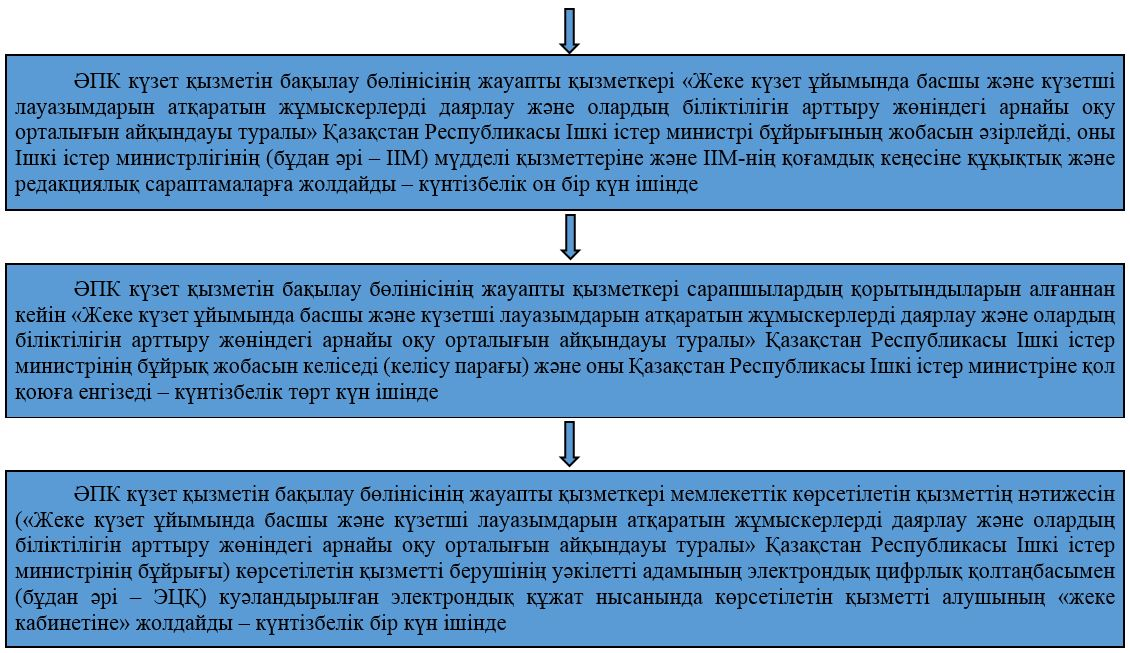 ӘПК күзет қызметін бақылау бөлінісінің жауапты қызметкері «Жеке күзет ұйымында басшы және күзетші
лауазымдарын атқаратын жұмыскерлерді даярлау және олардың біліктілігін арттыру жөніндегі арнайы оқу
орталығын айқындауы туралы» Қазақстан Республикасы Ішкі істер министрі бұйрығының жобасын әзірлейді, оны
Ішкі істер министрлігінің (бұдан әрі – ІІМ) мүдделі қызметтеріне және ІІМ-нің қоғамдық кеңесіне құқықтық және
редакциялық сараптамаларға жолдайды – күнтізбелік он бір күн ішінде
ӘПК күзет қызметін бақылау бөлінісінің жауапты қызметкері сарапшылардың қорытындыларын алғаннан
кейін «Жеке күзет ұйымында басшы және күзетші лауазымдарын атқаратын жұмыскерлерді даярлау және олардың
біліктілігін арттыру жөніндегі арнайы оқу орталығын айқындауы туралы» Қазақстан Республикасы Ішкі істер
министрінің бұйрық жобасын келіседі (келісу парағы) және оны Қазақстан Республикасы Ішкі істер министріне қол
қоюға енгізеді – күнтізбелік төрт күн ішінде
ӘПК күзет қызметін бақылау бөлінісінің жауапты қызметкері мемлекеттік көрсетілетін қызметтің нәтижесін
(«Жеке күзет ұйымында басшы және күзетші лауазымдарын атқаратын жұмыскерлерді даярлау және олардың
біліктілігін арттыру жөніндегі арнайы оқу орталығын айқындауы туралы» Қазақстан Республикасы Ішкі істер
министрінің бұйрығы) көрсетілетін қызметті берушінің уәкілетті адамының электрондық цифрлық қолтаңбасымен
(бұдан әрі – ЭЦҚ) куәландырылған электрондық құжат нысанында көрсетілетін қызметті алушының «жеке
кабинетіне» жолдайды – күнтізбелік бір күн ішінде